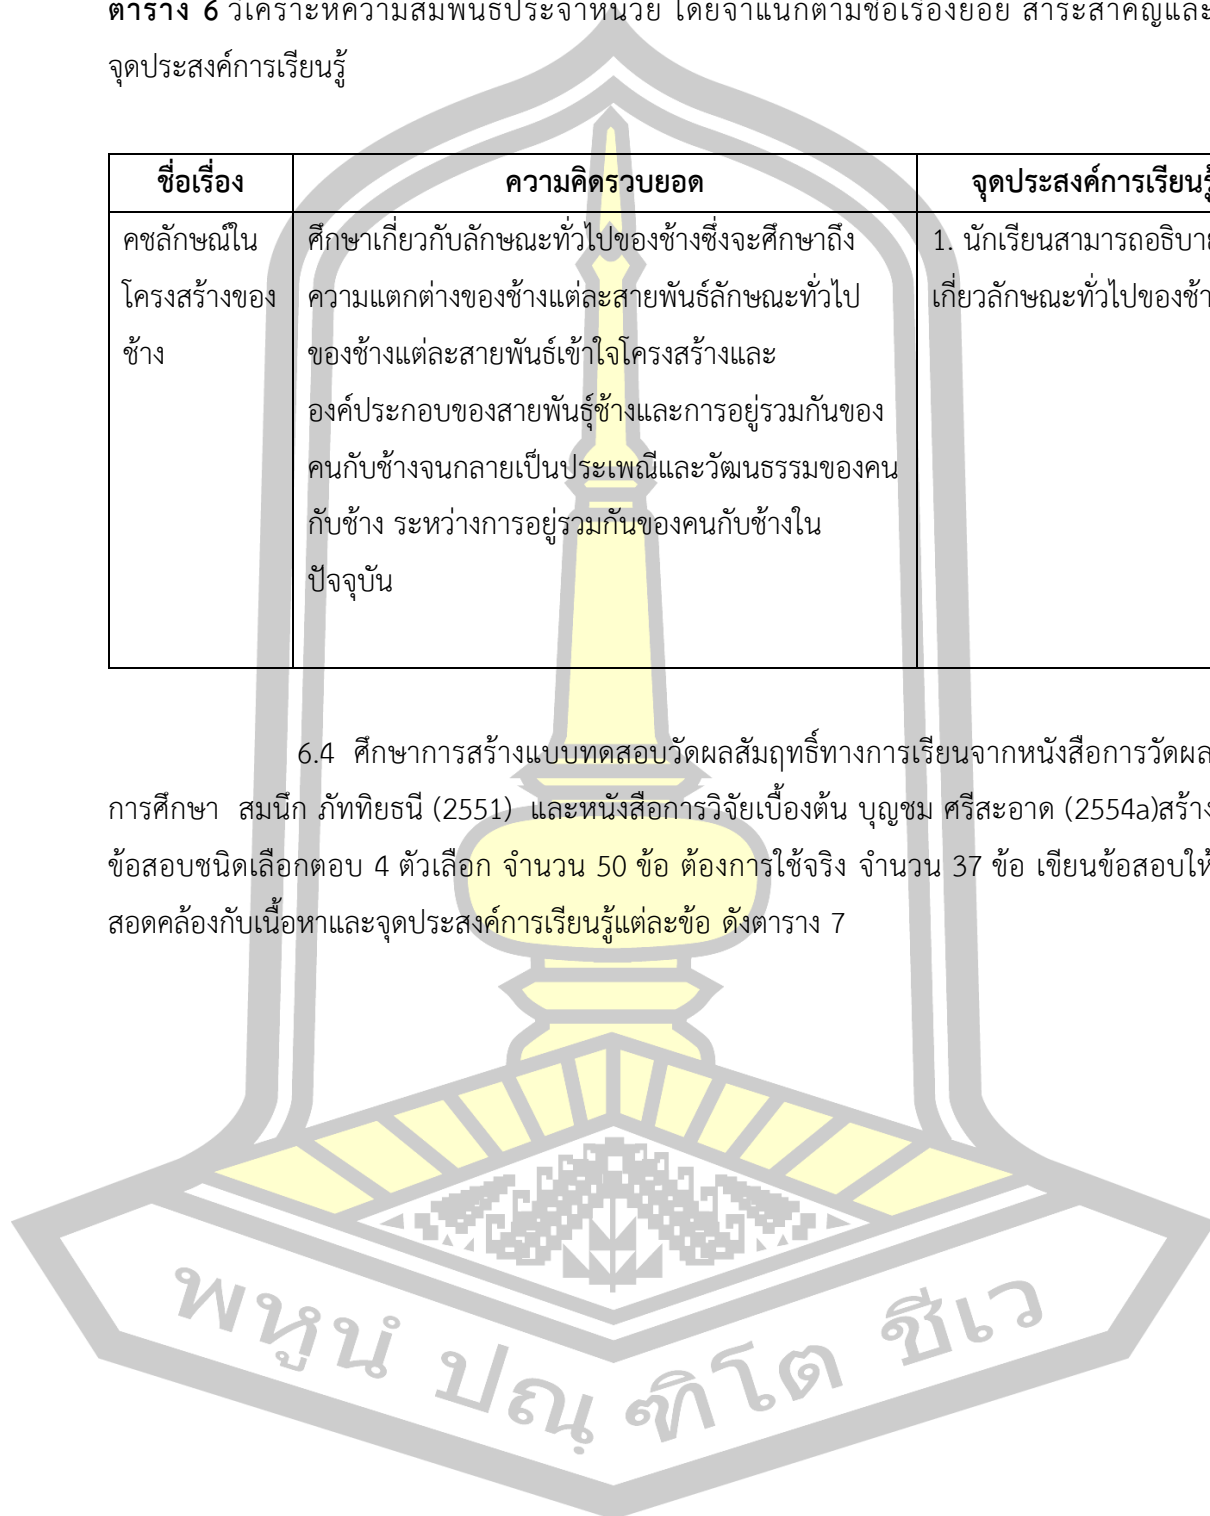 ตาราง 6 วิเคราะห์ความสัมพันธ์ประจำหน่วย โดยจำแนกตามชื่อเรื่องย่อย สาระสำคัญและ
จุดประสงค์การเรียนรู้
ชื่อเรื่อง ความคิดรวบยอด จุดประสงค์การเรียนรู้
คชลักษณ์ใน ศึกษาเกี่ยวกับลักษณะทั่วไปของช้างซึ่งจะศึกษาถึง 1. นักเรียนสามารถอธิบาย
โครงสร้างของ ความแตกต่างของช้างแต่ละสายพันธ์ลักษณะทั่วไป เกี่ยวลักษณะทั่วไปของช้า
ช้าง ของช้างแต่ละสายพันธ์เข้าใจโครงสร้างและ
องค์ประกอบของสายพันธุ์ช้างและการอยู่รวมกันของ
คนกับช้างจนกลายเป็นประเพณีและวัฒนธรรมของคน
กับช้าง ระหว่างการอยู่รวมกันของคนกับช้างใน
ปัจจุบัน
6.4 ศึกษาการสร้างแบบทดสอบวัดผลสัมฤทธิ์ทางการเรียนจากหนังสือการวัดผล
การศึกษา สมนึก ภัททิยธนี (2551) และหนังสือการวิจัยเบื้องต้น บุญชม ศรีสะอาด (2554a)สร้าง
ข้อสอบชนิดเลือกตอบ 4 ตัวเลือก จำนวน 50 ข้อ ต้องการใช้จริง จำนวน 37 ข้อ เขียนข้อสอบให้
สอดคล้องกับเนื้อหาและจุดประสงค์การเรียนรู้แต่ละข้อ ดังตาราง 7
พหูนํ ปณฺฑิโต ชีเว